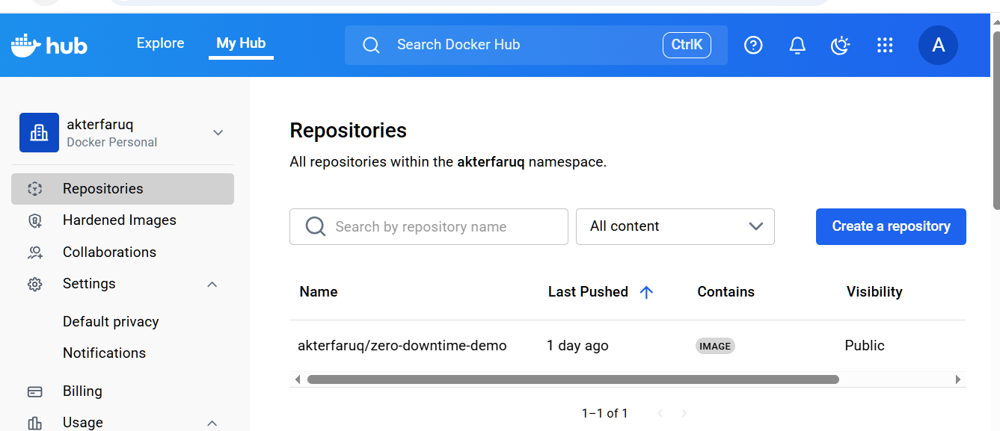 hub
Explore
My Hub
Search Docker Hub
CtrlK
A
akterfaruq
Docker Personal
Repositories
Hardened Images
Collaborations
Settings
Default privacy
Notifications
Billing
Usage
Repositories
All repositories within the akterfaruq namespace.
Search by repository name
All content
Create a repository
Name Last Pushed Contains Visibility
akterfaruq/zero-downtime-demo 1 day ago IMAGE Public
1–1 of 1